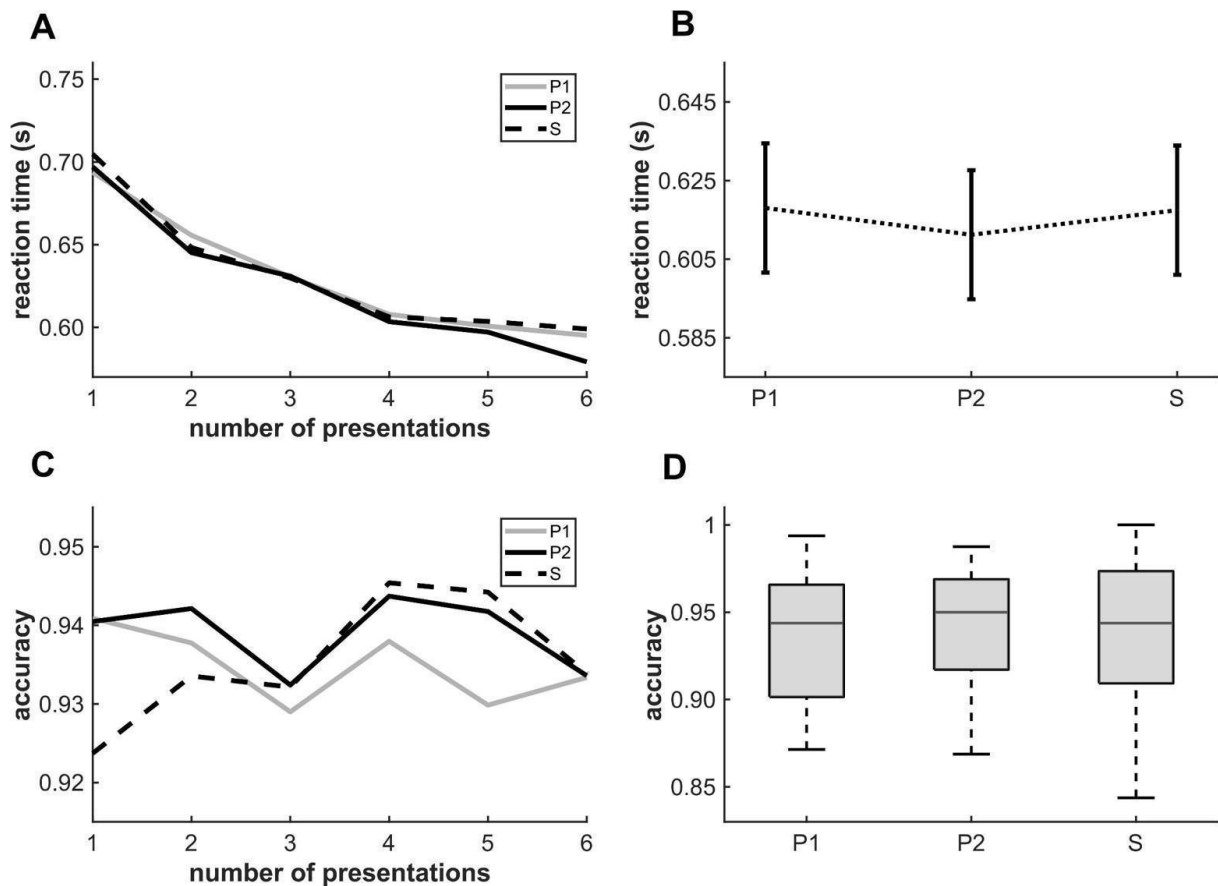 A
reaction time (s)
0.75
0.70
0.65
0.60
P1
P2
S
1 2 3 4 5 6
number of presentations
B
reaction time (s)
0.645
0.625
0.605
0.585
P1 P2 S
C
accuracy
0.95
0.94
0.93
0.92
P1
P2
S
1 2 3 4 5 6
number of presentations
D
accuracy
1
0.95
0.90
0.85
P1 P2 S